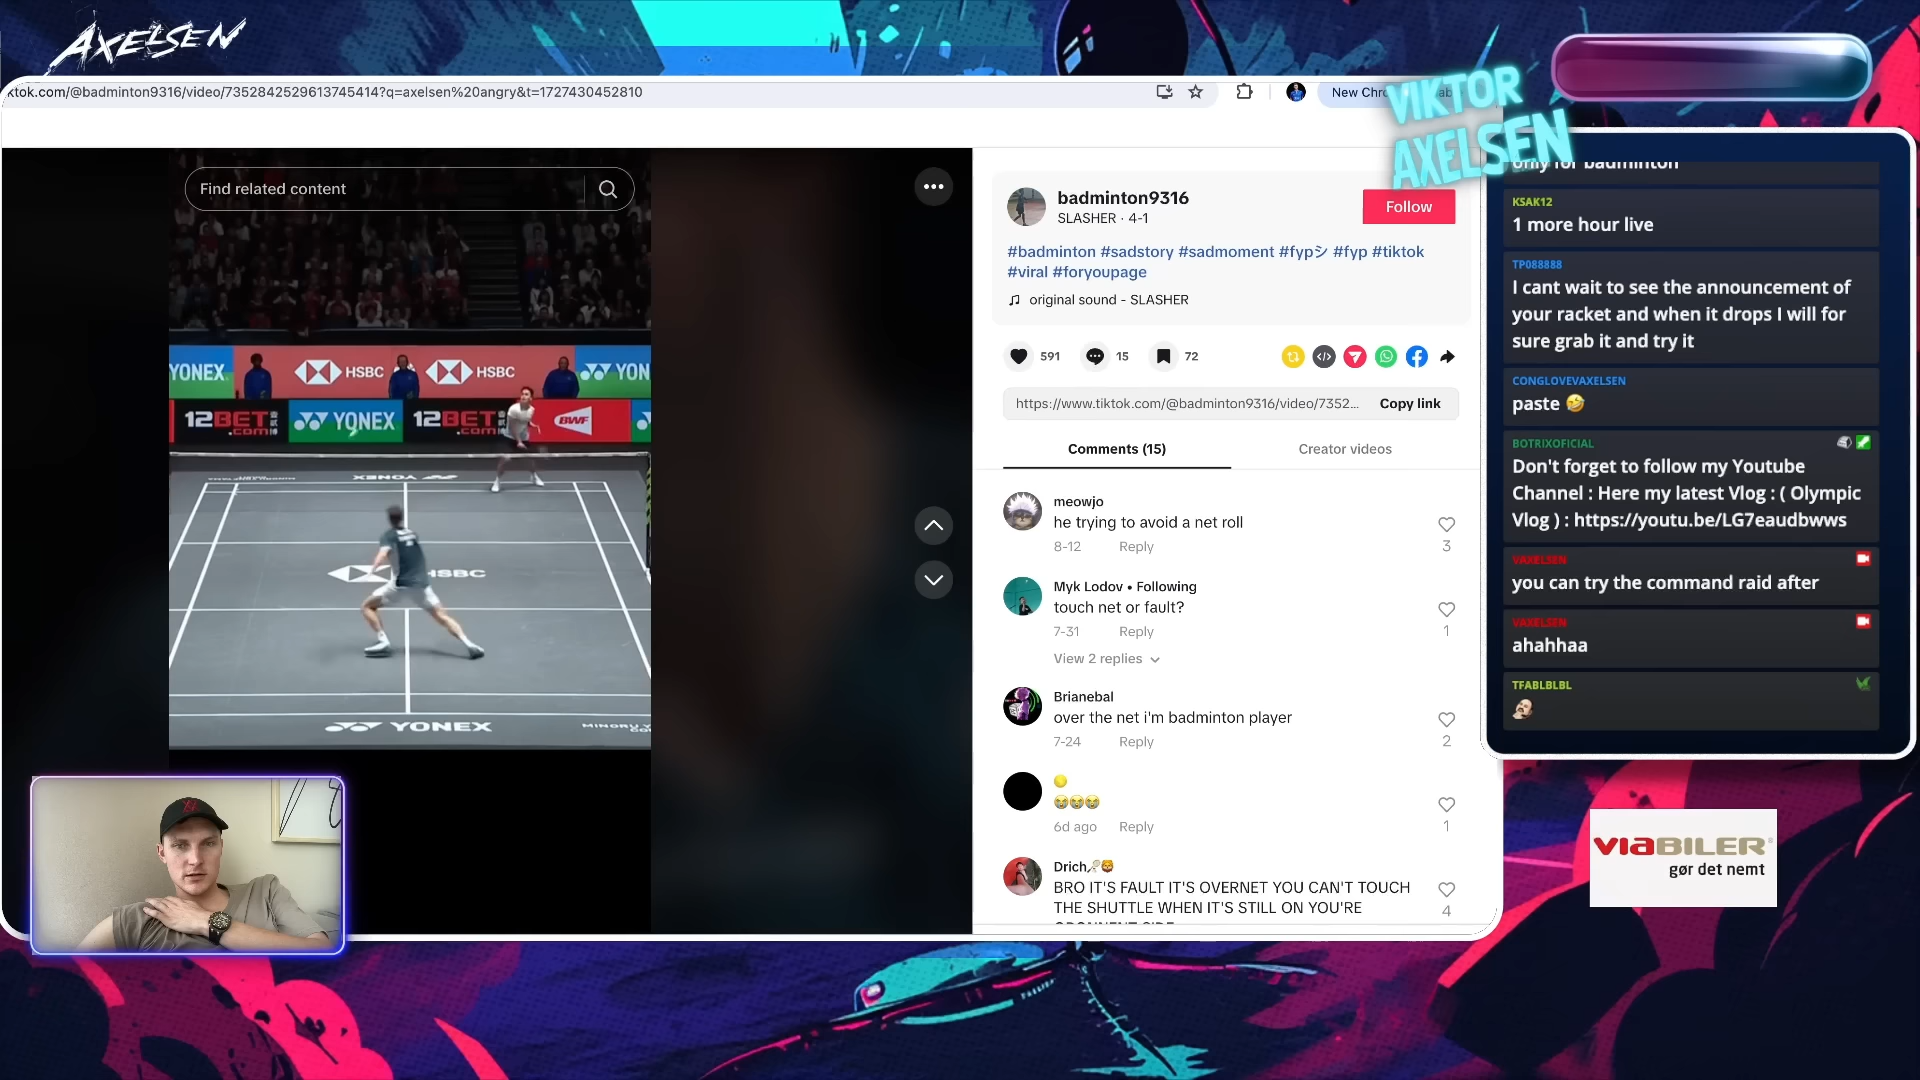 AXELSEN
ktok.com/@badminton9316/video/7352842529613745414?q=axelsen%20angry&t=1727430452810
New Chr
VIKTOR
AXELSEN
Find related content
YONEX
HSBC
HSBC
YON
12BET.com
YONEX
12BET.com
BWF
YONEX
HSBC
YONEX
badminton9316
SLASHER · 4-1
Follow
#badminton #sadstory #sadmoment #fypシ #fyp #tiktok
#viral #foryoupage
original sound - SLASHER
591
15
72
https://www.tiktok.com/@badminton9316/video/7352...
Copy link
Comments (15)
Creator videos
meowjo
he trying to avoid a net roll
8-12 Reply
3
Myk Lodov • Following
touch net or fault?
7-31 Reply
1
View 2 replies
Brianebal
over the net i'm badminton player
7-24 Reply
2
😭😭😭
6d ago Reply
1
Drich
BRO IT'S FAULT IT'S OVERNET YOU CAN'T TOUCH
THE SHUTTLE WHEN IT'S STILL ON YOU'RE
4
only for badminton
KSAK12
1 more hour live
TP088888
I cant wait to see the announcement of
your racket and when it drops I will for
sure grab it and try it
CONGLOVEVAXELSEN
paste 🤣
BOTRIXOFICIAL
Don't forget to follow my Youtube
Channel : Here my latest Vlog : ( Olympic
Vlog ) : https://youtu.be/LG7eaudbwws
VAXELSEN
you can try the command raid after
VAXELSEN
ahahhaa
TFABLBLBL
viaBILER
gør det nemt